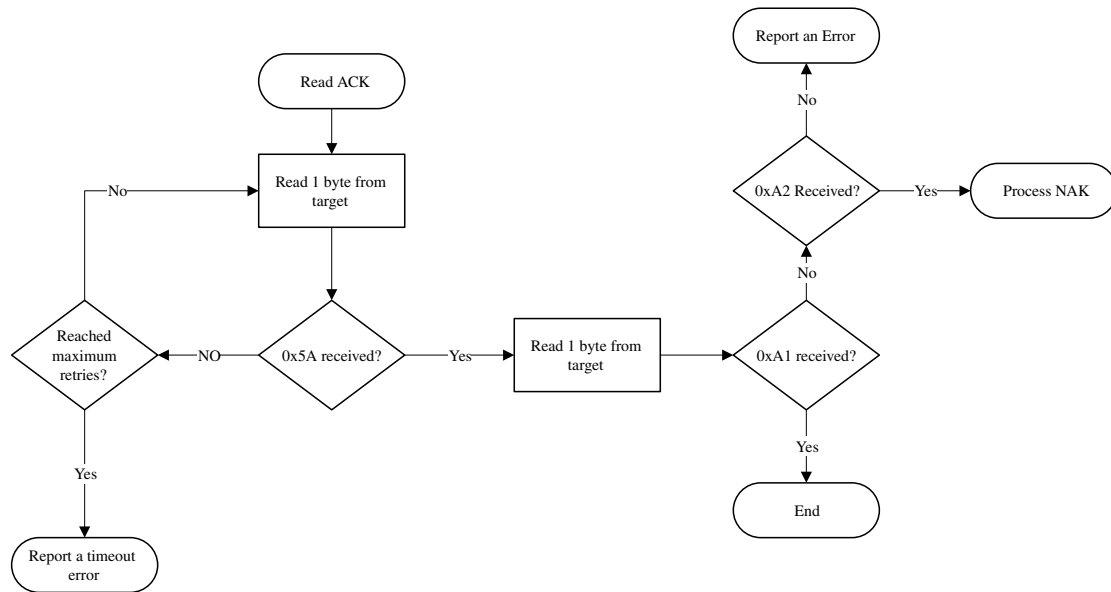 Report an Error
Read ACK
No
Read 1 byte from
target
No
0xA2 Received?
Yes
Process NAK
No
Reached
maximum
retries?
NO
0x5A received?
Yes
Read 1 byte from
target
0xA1 received?
Yes
Yes
End
Report a timeout
error